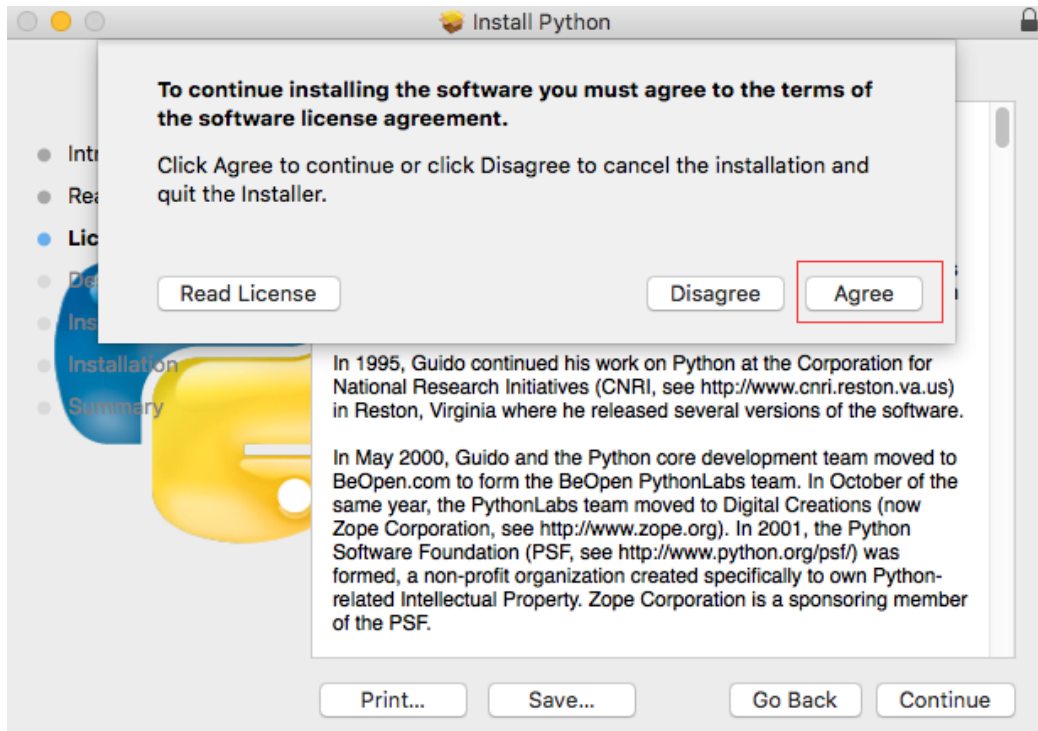 Install Python
To continue installing the software you must agree to the terms of
the software license agreement.
Click Agree to continue or click Disagree to cancel the installation and
quit the Installer.
Read License
Disagree
Agree
Intr
Rea
Lic
De
Ins
Installation
Summary
In 1995, Guido continued his work on Python at the Corporation for
National Research Initiatives (CNRI, see http://www.cnri.reston.va.us)
in Reston, Virginia where he released several versions of the software.
In May 2000, Guido and the Python core development team moved to
BeOpen.com to form the BeOpen PythonLabs team. In October of the
same year, the PythonLabs team moved to Digital Creations (now
Zope Corporation, see http://www.zope.org). In 2001, the Python
Software Foundation (PSF, see http://www.python.org/psf/) was
formed, a non-profit organization created specifically to own Python-
related Intellectual Property. Zope Corporation is a sponsoring member
of the PSF.
Print...
Save...
Go Back
Continue